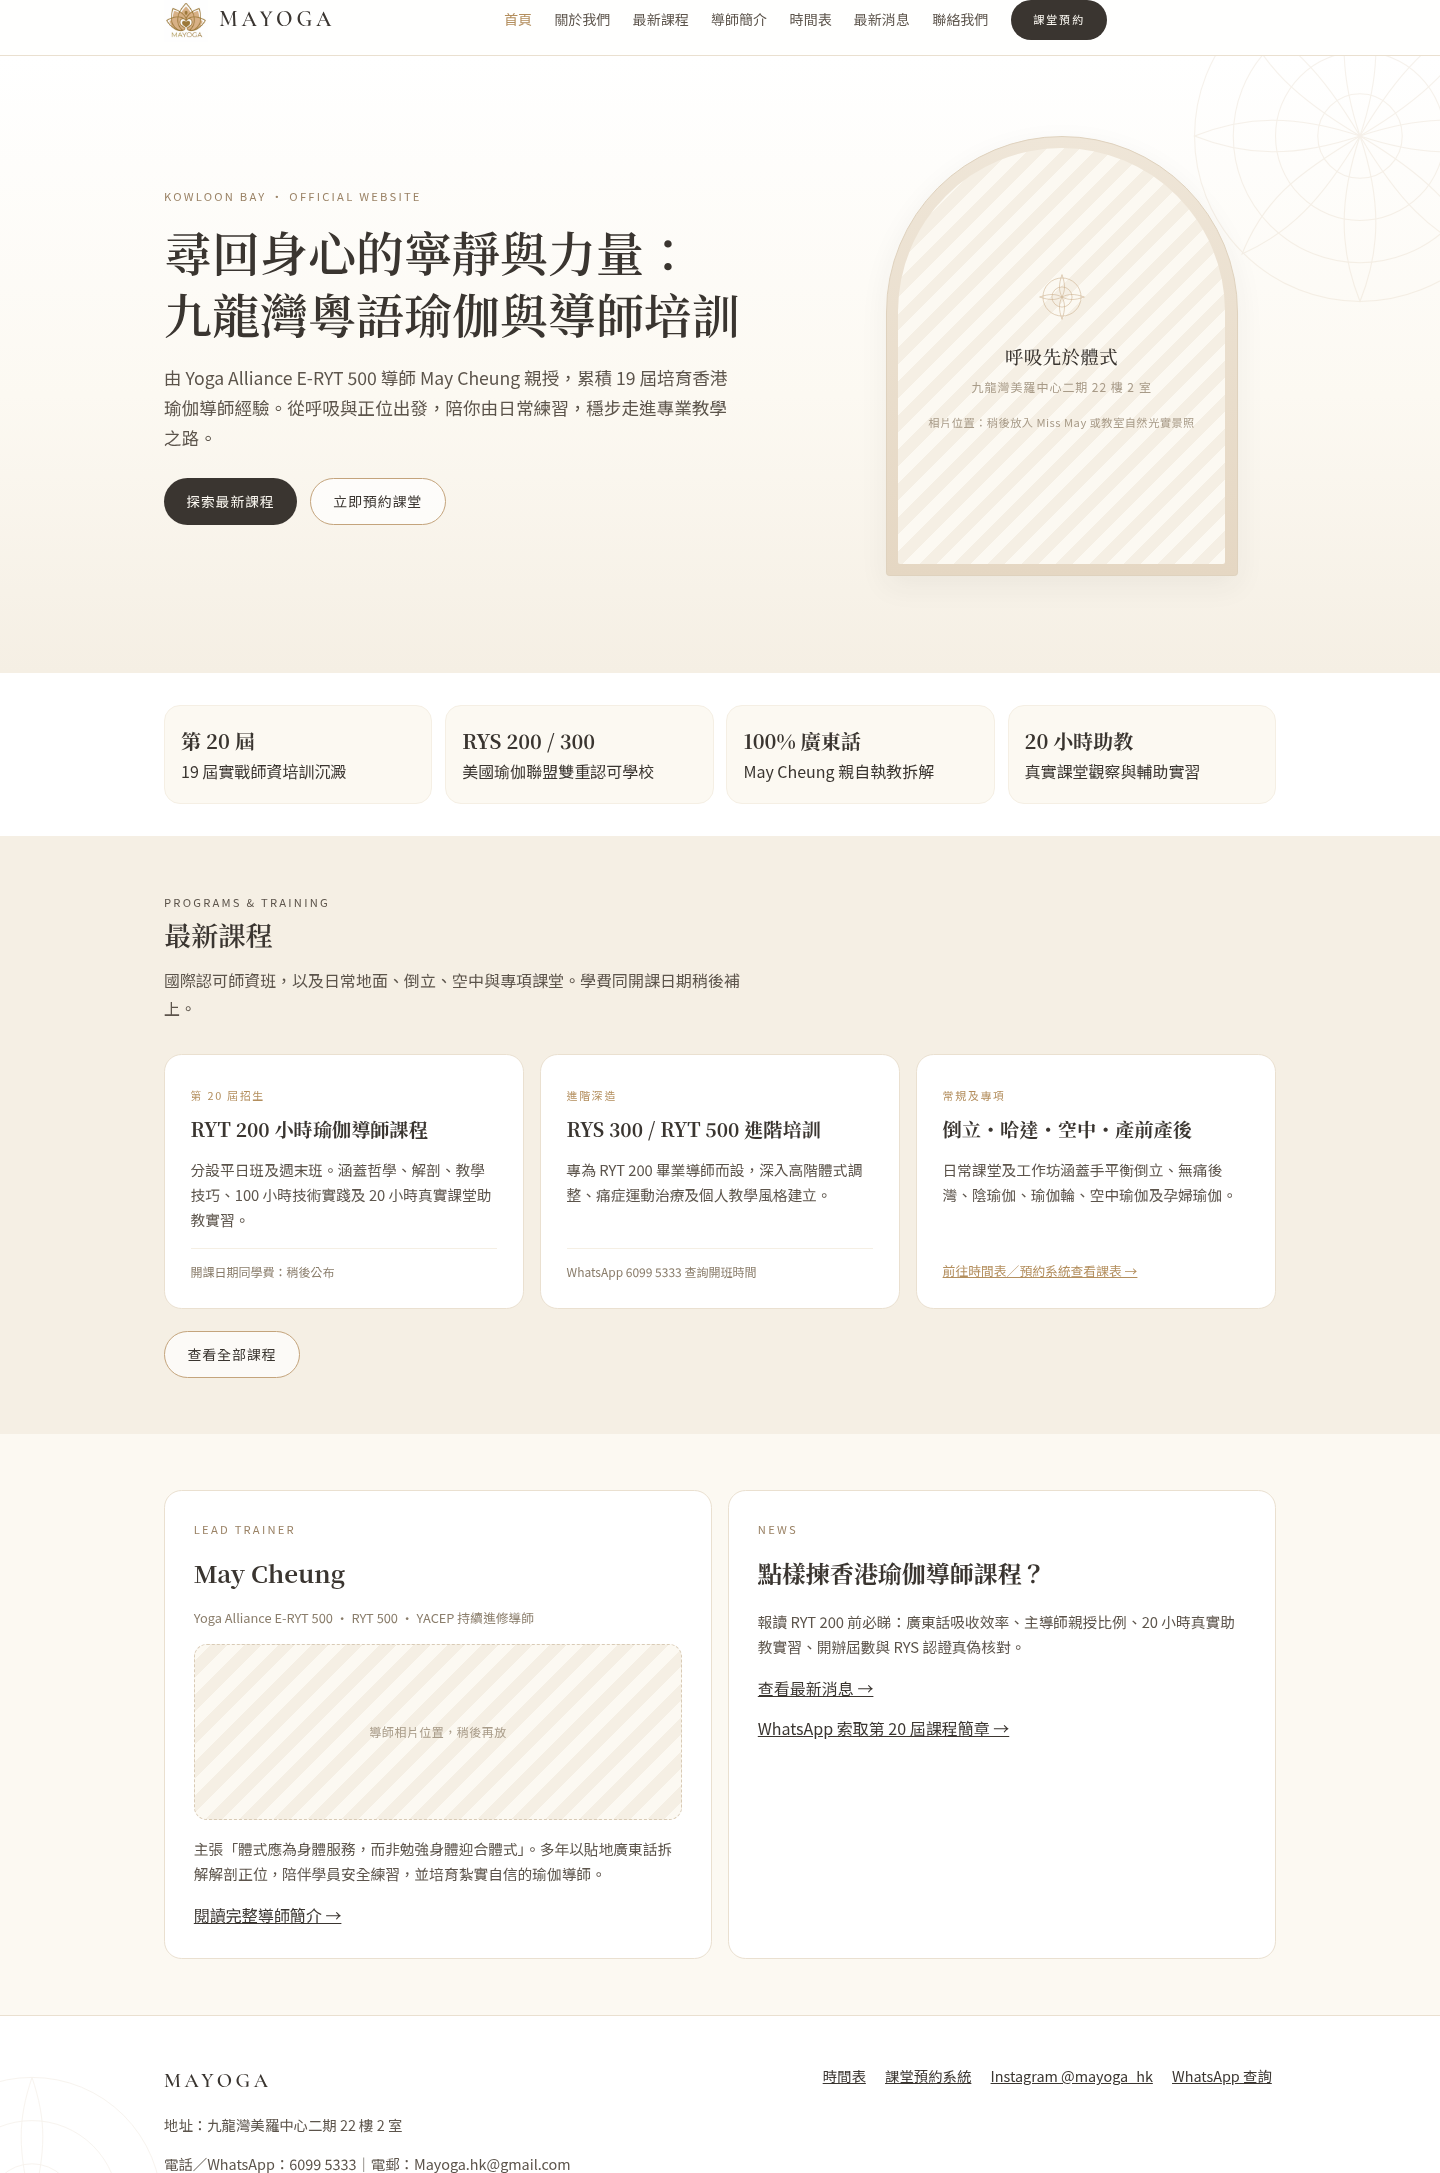 MAYOGA
MAYOGA
首頁 關於我們 最新課程 導師簡介 時間表 最新消息 聯絡我們 課堂預約
KOWLOON BAY ・ OFFICIAL WEBSITE
尋回身心的寧靜與力量：
九龍灣粵語瑜伽與導師培訓
由 Yoga Alliance E-RYT 500 導師 May Cheung 親授，累積 19 屆培育香港
瑜伽導師經驗。從呼吸與正位出發，陪你由日常練習，穩步走進專業教學
之路。
探索最新課程 立即預約課堂
呼吸先於體式
九龍灣美羅中心二期 22 樓 2 室
相片位置：稍後放入 Miss May 或教室自然光實景照
第 20 屆
19 屆實戰師資培訓沉澱
RYS 200 / 300
美國瑜伽聯盟雙重認可學校
100% 廣東話
May Cheung 親自執教拆解
20 小時助教
真實課堂觀察與輔助實習
PROGRAMS & TRAINING
最新課程
國際認可師資班，以及日常地面、倒立、空中與專項課堂。學費同開課日期稍後補
上。
第 20 屆招生
RYT 200 小時瑜伽導師課程
分設平日班及週末班。涵蓋哲學、解剖、教學
技巧、100 小時技術實踐及 20 小時真實課堂助
教實習。
開課日期同學費：稍後公布
進階深造
RYS 300 / RYT 500 進階培訓
專為 RYT 200 畢業導師而設，深入高階體式調
整、痛症運動治療及個人教學風格建立。
WhatsApp 6099 5333 查詢開班時間
常規及專項
倒立・哈達・空中・產前產後
日常課堂及工作坊涵蓋手平衡倒立、無痛後
灣、陰瑜伽、瑜伽輪、空中瑜伽及孕婦瑜伽。
前往時間表／預約系統查看課表 →
查看全部課程
LEAD TRAINER
May Cheung
Yoga Alliance E-RYT 500 ・ RYT 500 ・ YACEP 持續進修導師
導師相片位置，稍後再放
主張「體式應為身體服務，而非勉強身體迎合體式」。多年以貼地廣東話拆
解解剖正位，陪伴學員安全練習，並培育紮實自信的瑜伽導師。
閱讀完整導師簡介 →
NEWS
點樣揀香港瑜伽導師課程？
報讀 RYT 200 前必睇：廣東話吸收效率、主導師親授比例、20 小時真實助
教實習、開辦屆數與 RYS 認證真偽核對。
查看最新消息 →
WhatsApp 索取第 20 屆課程簡章 →
MAYOGA
時間表 課堂預約系統 Instagram @mayoga_hk WhatsApp 查詢
地址：九龍灣美羅中心二期 22 樓 2 室
電話／WhatsApp：6099 5333｜電郵：Mayoga.hk@gmail.com